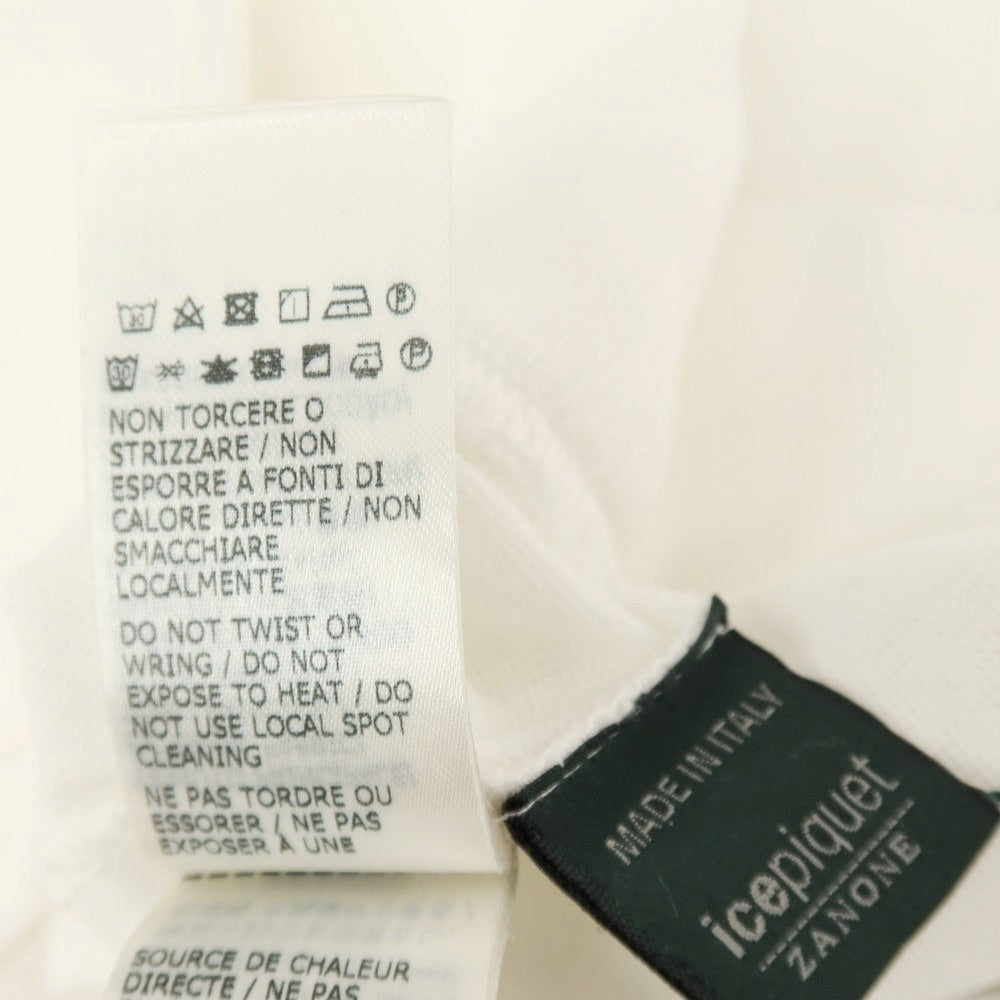 30
P
30
P
NON TORCERE O
STRIZZARE / NON
ESPORRE A FONTI DI
CALORE DIRETTE / NON
SMACCHIARE
LOCALMENTE
DO NOT TWIST OR
WRING / DO NOT
EXPOSE TO HEAT / DO
NOT USE LOCAL SPOT
CLEANING
NE PAS TORDRE OU
ESSORER / NE PAS
EXPOSER À UNE
SOURCE DE CHALEUR
DIRECTE / NE PAS
MADE IN ITALY
icepiquet
ZANONE